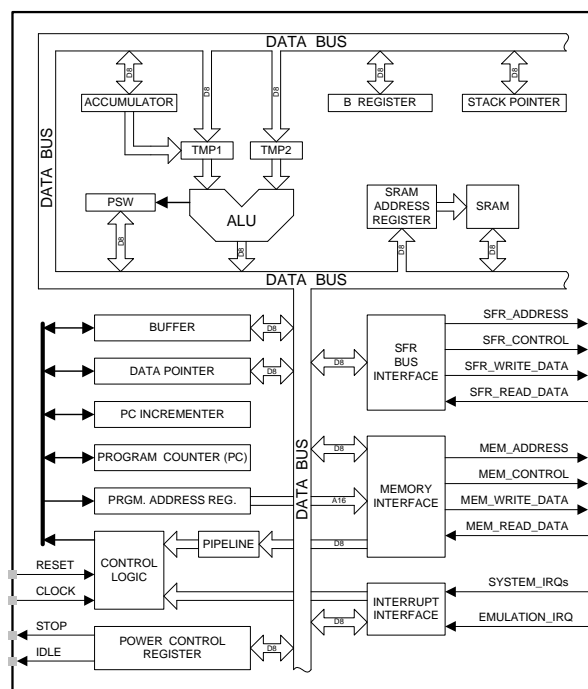 DATA BUS
D8
D8
D8
D8
D8
ACCUMULATOR
B REGISTER
STACK POINTER
DATA BUS
TMP1
TMP2
PSW
ALU
SRAM
ADDRESS
REGISTER
SRAM
D8
D8
D8
D8
DATA BUS
BUFFER
D8
DATA POINTER
D8
PC INCREMENTER
PROGRAM COUNTER (PC)
PRGM. ADDRESS REG.
A16
DATA BUS
D8
SFR
BUS
INTERFACE
SFR_ADDRESS
SFR_CONTROL
SFR_WRITE_DATA
SFR_READ_DATA
D8
MEMORY
INTERFACE
MEM_ADDRESS
MEM_CONTROL
MEM_WRITE_DATA
MEM_READ_DATA
PIPELINE
D8
RESET
CLOCK
CONTROL
LOGIC
INTERRUPT
INTERFACE
SYSTEM_IRQs
EMULATION_IRQ
D8
STOP
IDLE
POWER CONTROL
REGISTER
D8